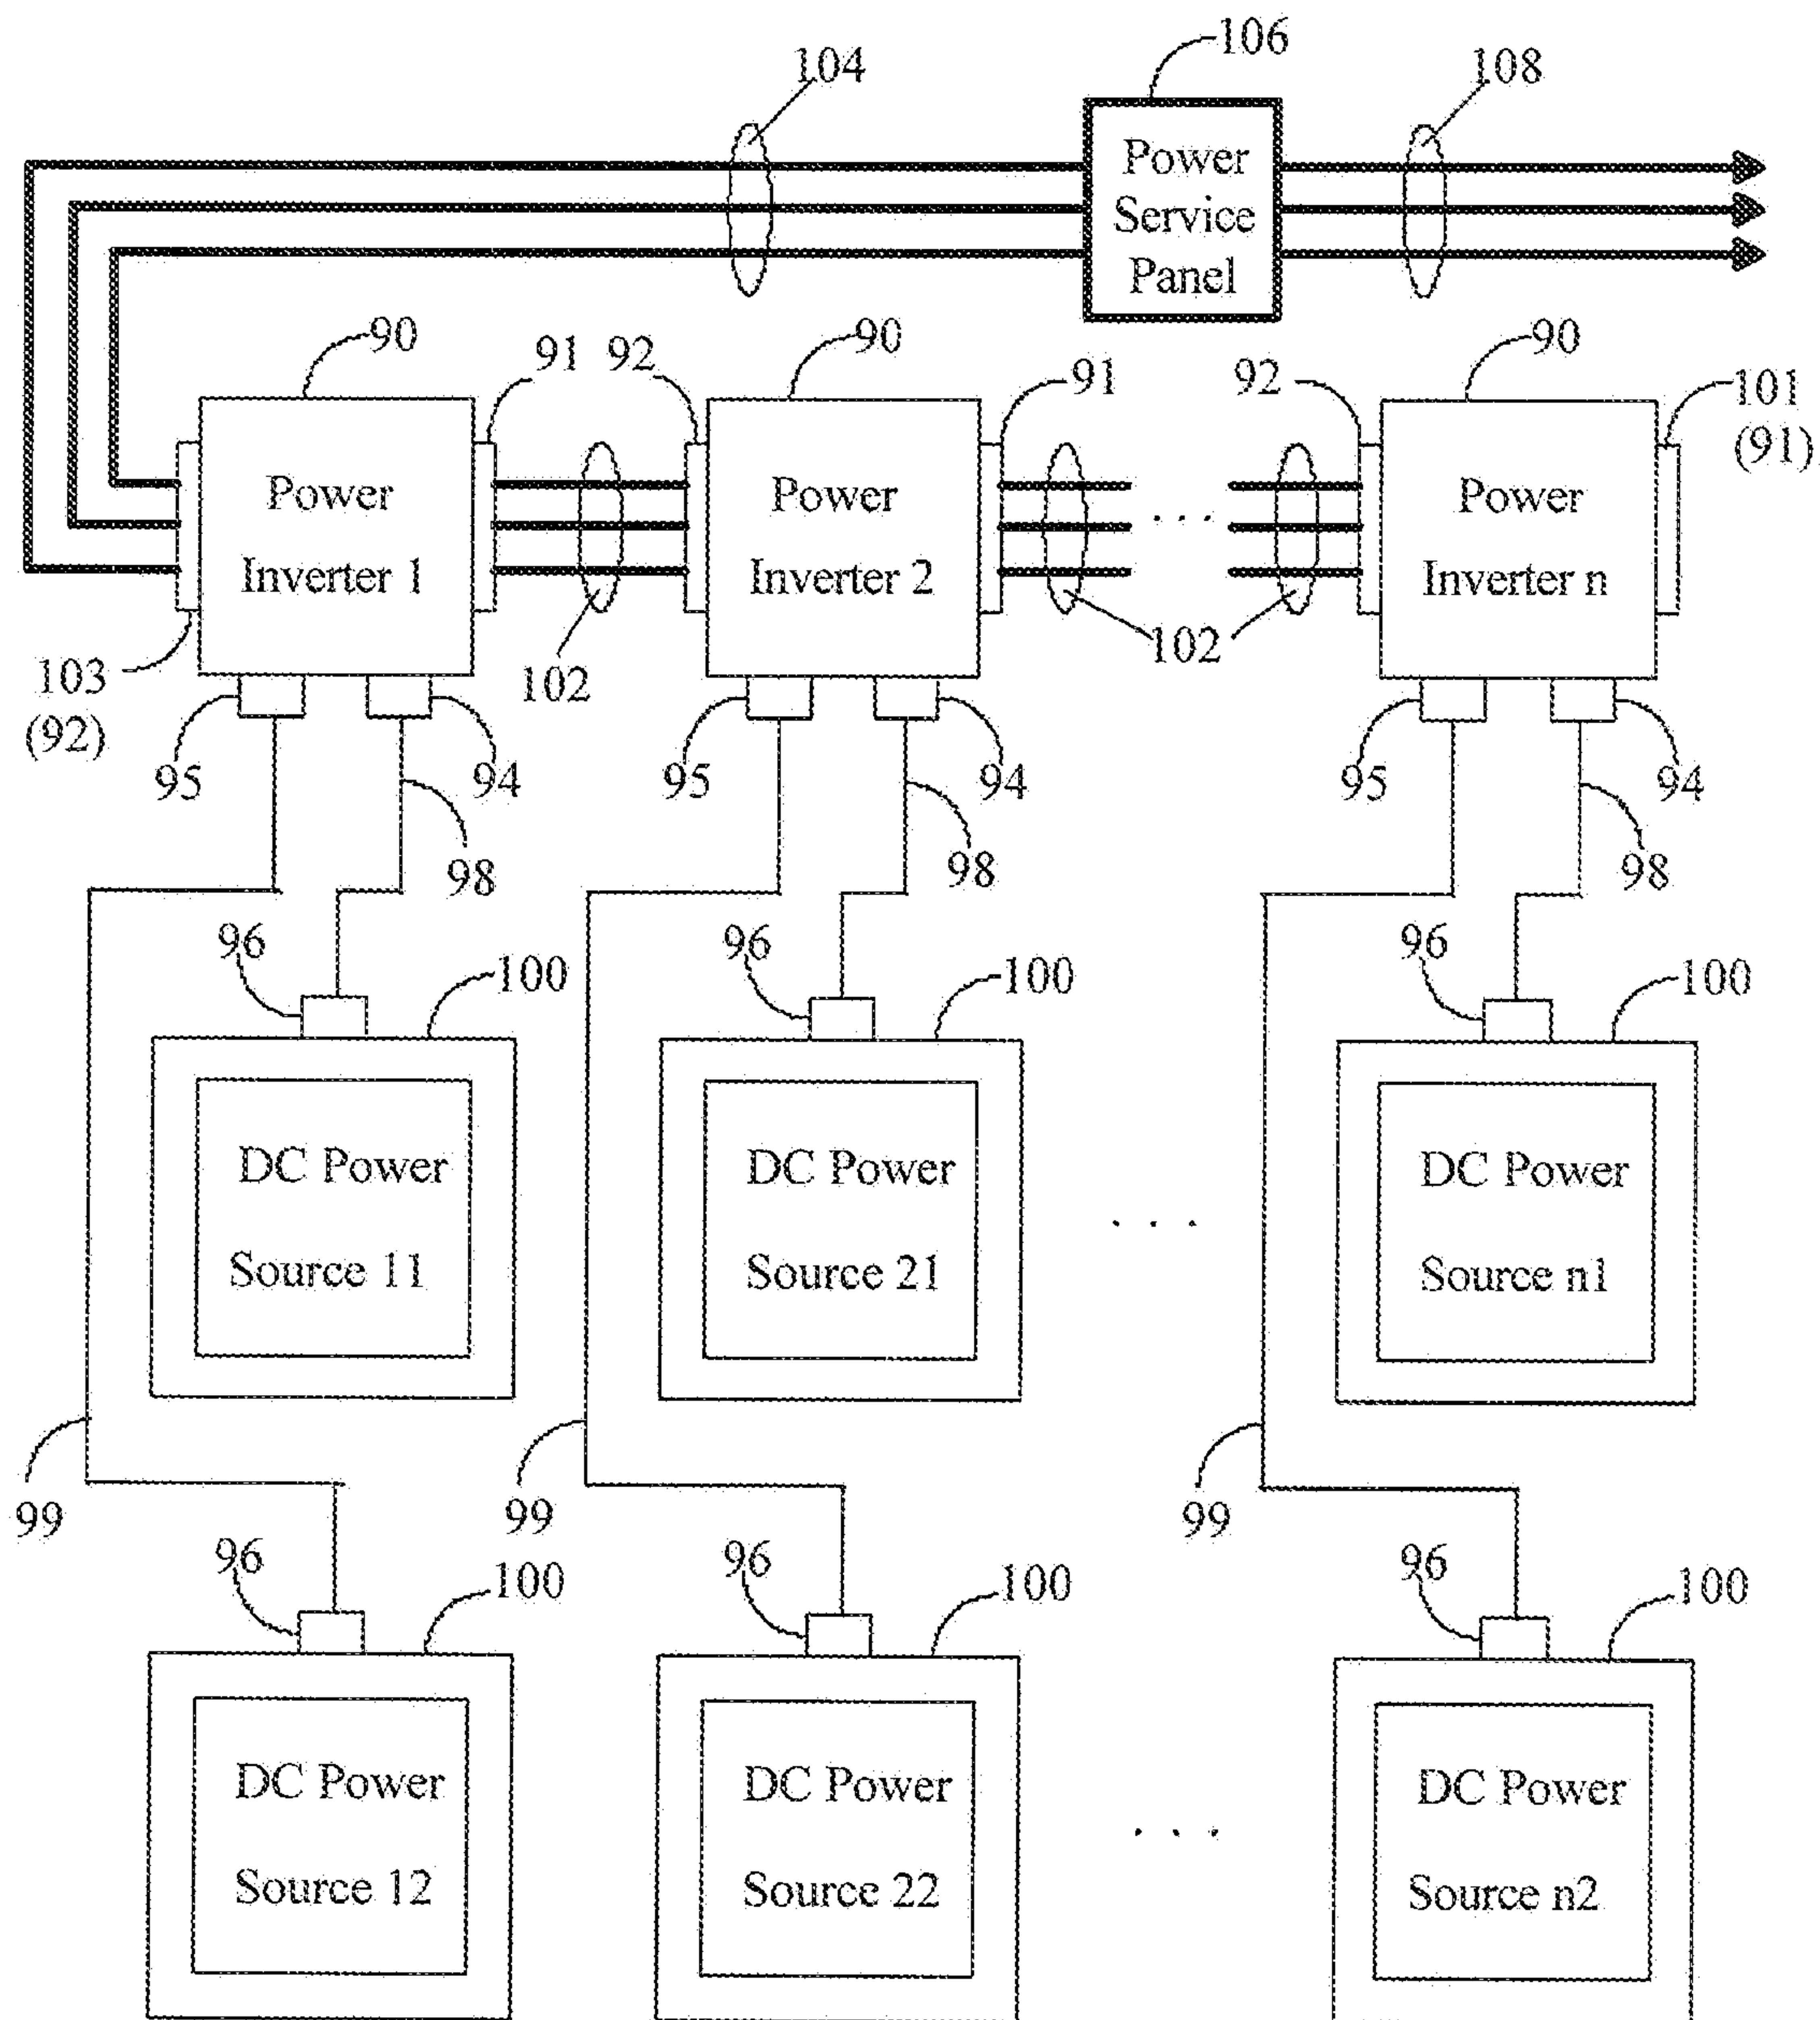 106
104
108
Power
Service
Panel
90
91 92
90
91
92
90
101
(91)
Power
Inverter 1
Power
Inverter 2
. . .
Power
Inverter n
103
(92)
102
102
95
94
95
94
95
94
98
98
98
96
100
96
100
96
100
DC Power
Source 11
DC Power
Source 21
. . .
DC Power
Source n1
99
99
99
96
100
96
100
96
100
DC Power
Source 12
DC Power
Source 22
. . .
DC Power
Source n2